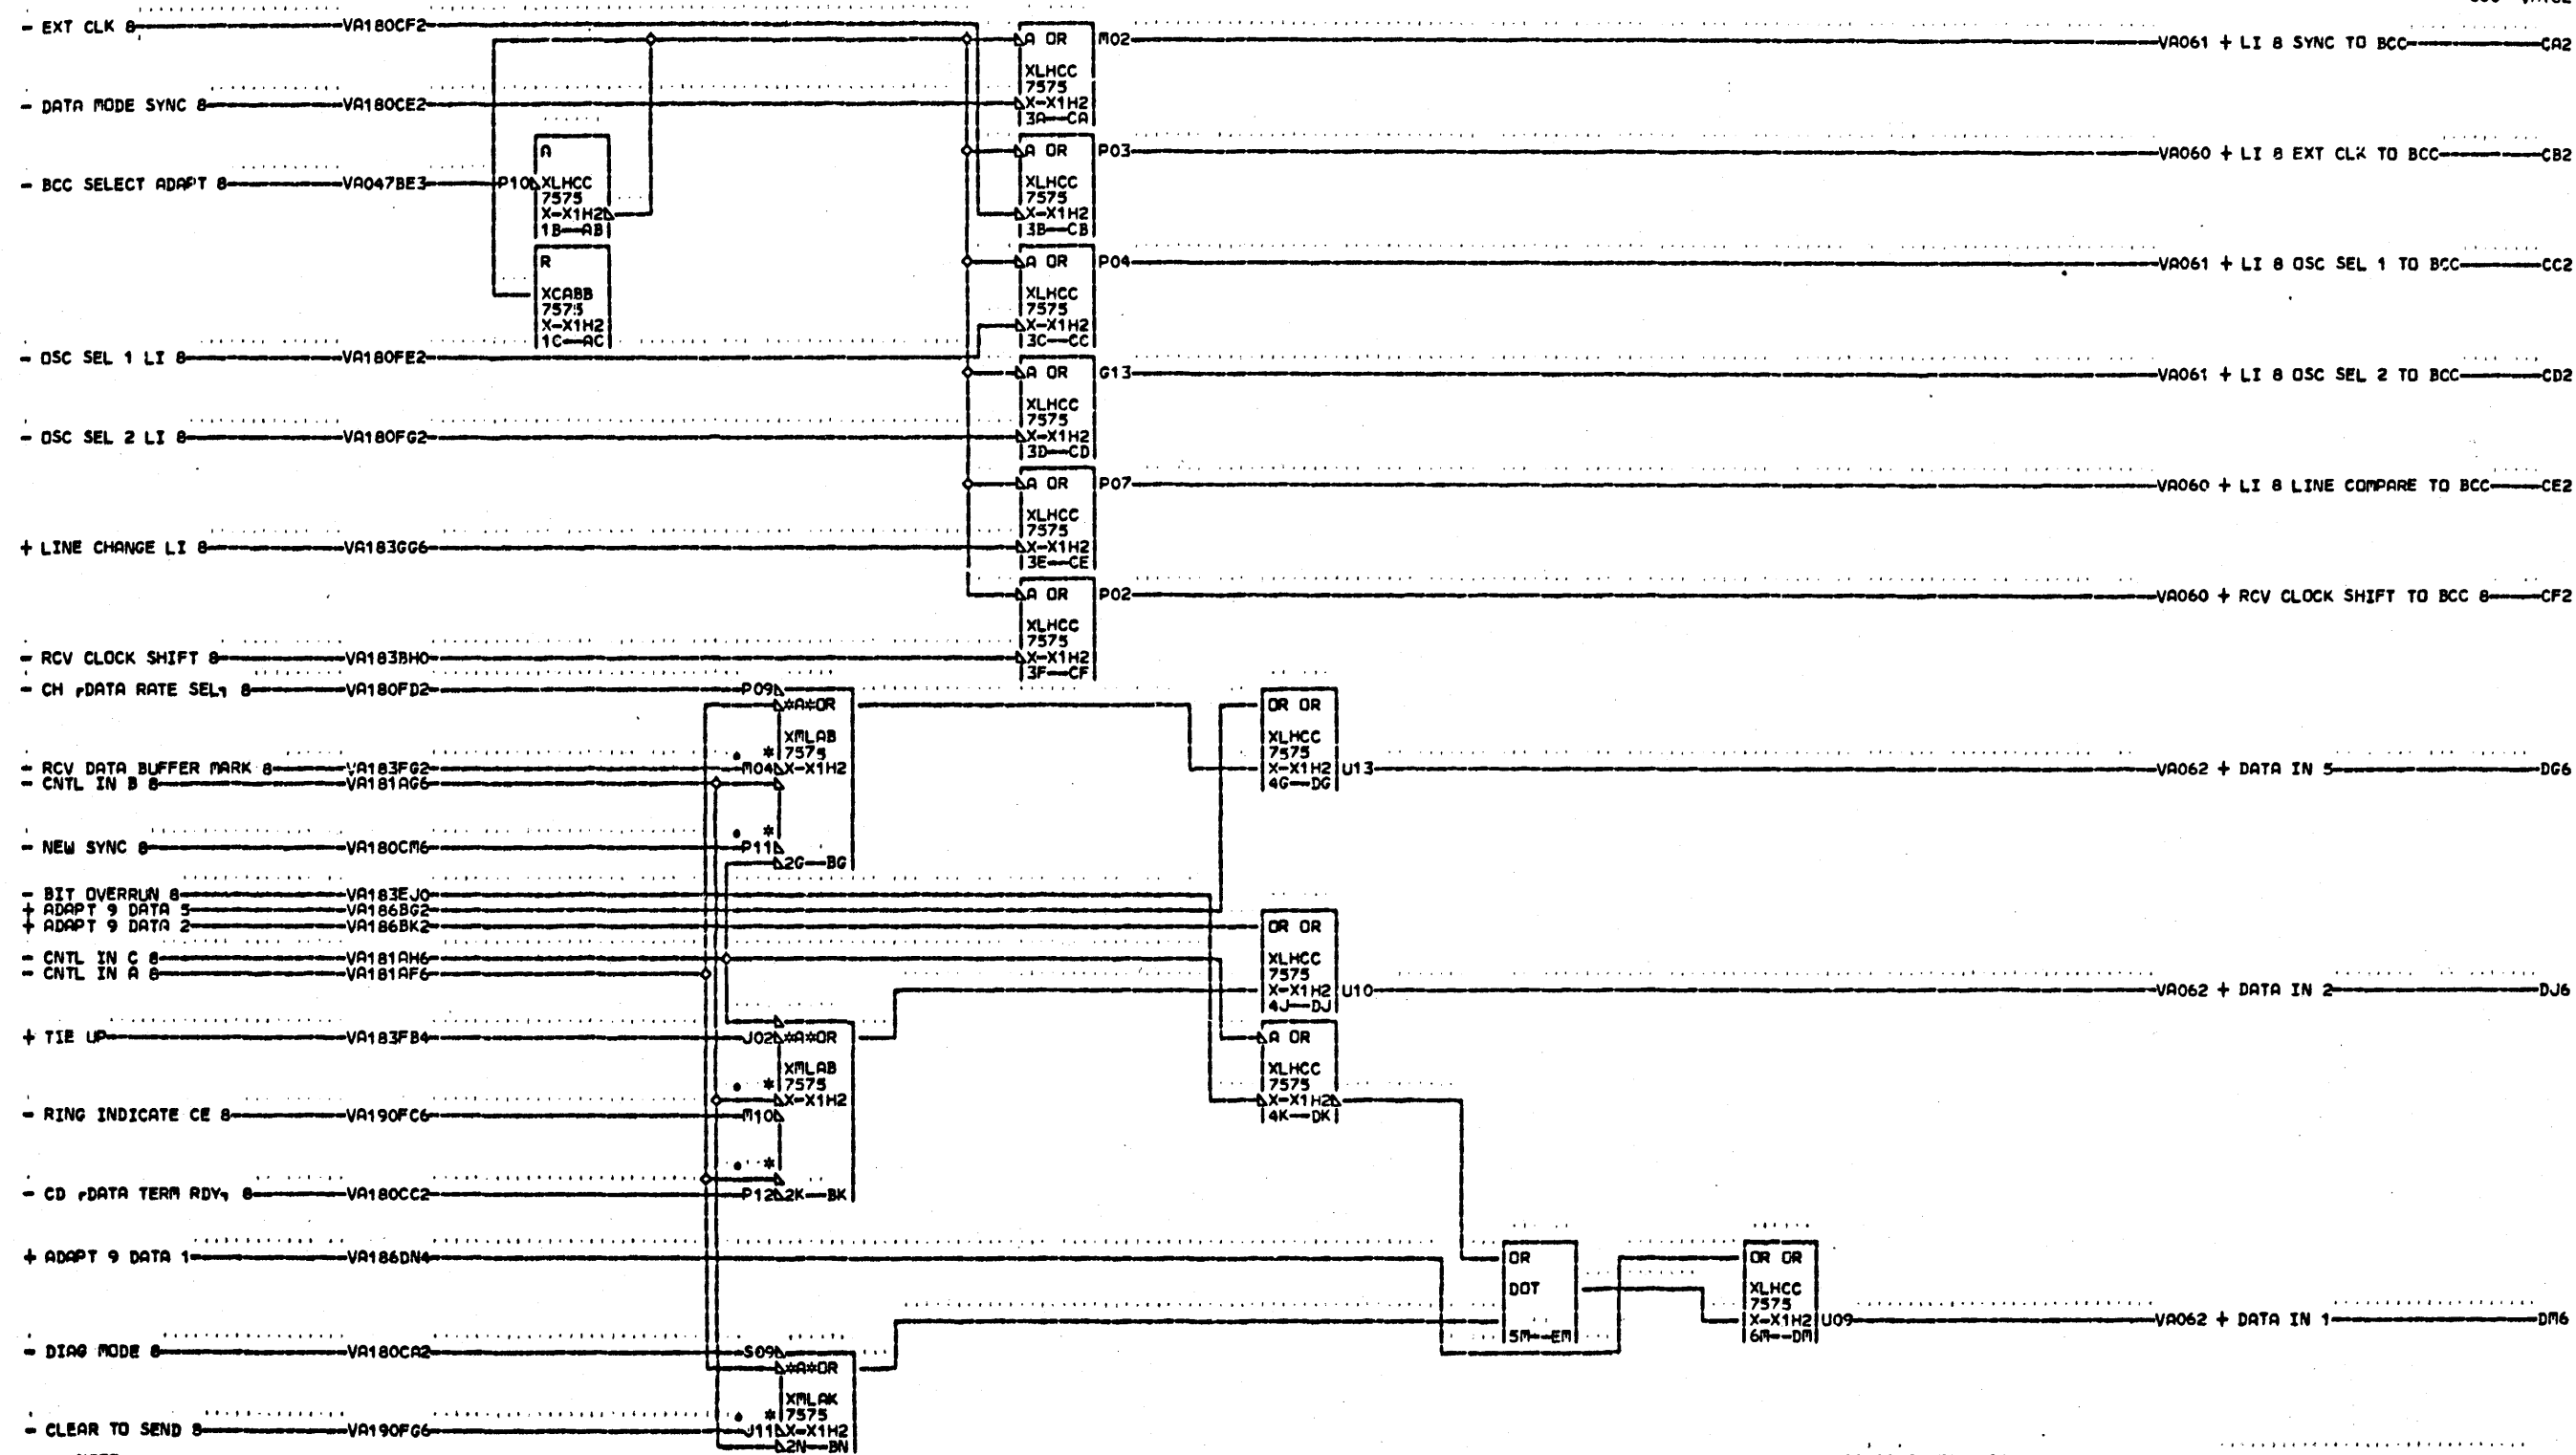 - EXT CLK 8 VA180CF2
A OR M02 VA061 + LI 8 SYNC TO BCC CA2
XLHCC
7575
- DATA MODE SYNC 8 VA180CE2 X-X1H2
3A CA
A
A OR P03 VA060 + LI 8 EXT CLK TO BCC CB2
- BCC SELECT ADAPT 8 VA047BE3 P10 XLHCC XLHCC
7575 7575
X-X1H2 X-X1H2
1B AB 3B CB
R A OR P04 VA061 + LI 8 OSC SEL 1 TO BCC CC2
XCABB XLHCC
7575 7575
X-X1H2 X-X1H2
1C AC 3C CC
- OSC SEL 1 LI 8 VA180FE2
A OR G13 VA061 + LI 8 OSC SEL 2 TO BCC CD2
XLHCC
7575
- OSC SEL 2 LI 8 VA180FG2 X-X1H2
3D CD
A OR P07 VA060 + LI 8 LINE COMPARE TO BCC CE2
XLHCC
7575
+ LINE CHANGE LI 8 VA183GG6 X-X1H2
3E CE
A OR P02 VA060 + RCV CLOCK SHIFT TO BCC 8 CF2
XLHCC
7575
- RCV CLOCK SHIFT 8 VA183BH0 X-X1H2
3F CF
- CH ┌DATA RATE SEL┐ 8 VA180FD2 P09
*A*OR OR OR
XMLAB XLHCC
* 7575 7575
- RCV DATA BUFFER MARK 8 VA183FG2 M04 X-X1H2 X-X1H2 U13 VA062 + DATA IN 5 DG6
- CNTL IN B 8 VA181AG6 4G DG
*
- NEW SYNC 8 VA180CM6 P11
2G BG
- BIT OVERRUN 8 VA183EJ0
+ ADAPT 9 DATA 5 VA186BG2
+ ADAPT 9 DATA 2 VA186BK2 OR OR
- CNTL IN C 8 VA181AH6 XLHCC
- CNTL IN A 8 VA181AF6 7575
X-X1H2 U10 VA062 + DATA IN 2 DJ6
4J DJ
+ TIE UP VA183FB4 J02 *A*OR A OR
XMLAB XLHCC
* 7575 7575
X-X1H2 X-X1H2
- RING INDICATE CE 8 VA190FC6 M10 4K DK
*
- CD ┌DATA TERM RDY┐ 8 VA180CC2 P12 2K BK
+ ADAPT 9 DATA 1 VA186DN4 OR OR OR
DOT XLHCC
7575
X-X1H2 U09 VA062 + DATA IN 1 DM6
5M EM 6M DM
- DIAG MODE 8 VA180CA2 S09
*A*OR
XMLAK
* 7575
- CLEAR TO SEND 8 VA190FG6 J11 X-X1H2
2N BN